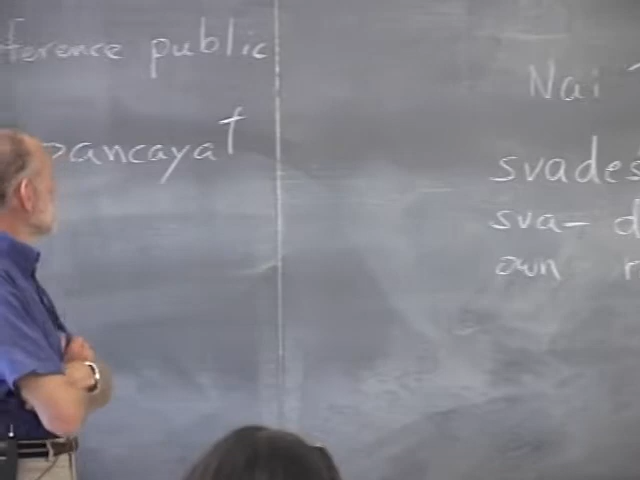 ference public
pancayat
Nai
svades
sva- d
own r